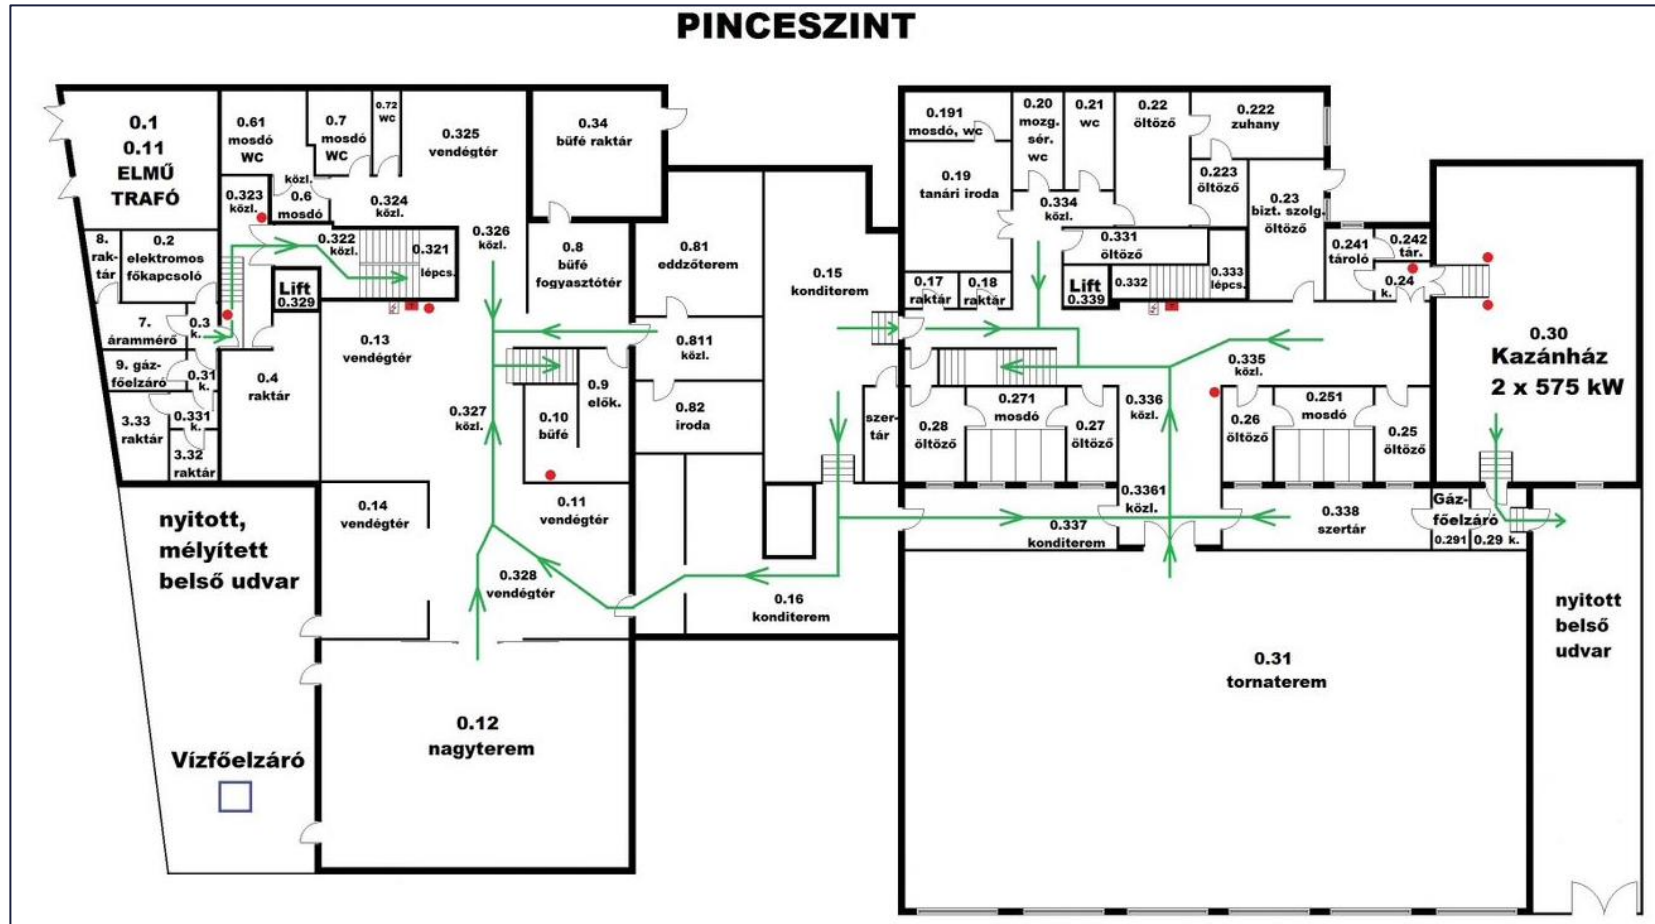 PINCESZINT
0.1
0.11
ELMŰ
TRAFÓ
0.61
mosdó
WC
0.7
mosdó
WC
0.72
wc
0.325
vendégtér
0.34
büfé raktár
0.323
közl.
közl.
0.6
mosdó
0.324
közl.
0.326
közl.
8.
rak-
tár
0.2
elektromos
főkapcsoló
0.322
közl.
0.321
lépcs.
0.8
büfé
fogyasztótér
Lift
0.329
7.
árammérő
0.3
k.
0.13
vendégtér
9. gáz-
főelzáró
0.31
k.
0.4
raktár
0.331
k.
3.33
raktár
3.32
raktár
0.327
közl.
0.9
elők.
0.10
büfé
0.14
vendégtér
0.11
vendégtér
0.328
vendégtér
nyitott,
mélyített
belső udvar
Vízfőelzáró
0.12
nagyterem
0.81
eddzőterem
0.811
közl.
0.82
iroda
0.15
konditerem
szer-
tár
0.16
konditerem
0.191
mosdó, wc
0.20
mozg.
sér.
wc
0.21
wc
0.22
öltöző
0.222
zuhany
0.19
tanári iroda
0.223
öltöző
0.23
bizt. szolg.
öltöző
0.334
közl.
0.331
öltöző
0.241
tároló
0.242
tár.
0.24
k.
0.17
raktár
0.18
raktár
Lift
0.339
0.332
0.333
lépcs.
0.335
közl.
0.30
Kazánház
2 x 575 kW
0.28
öltöző
0.271
mosdó
0.27
öltöző
0.336
közl.
0.26
öltöző
0.251
mosdó
0.25
öltöző
0.3361
közl.
0.337
konditerem
0.338
szertár
Gáz-
főelzáró
0.291
0.29 k.
0.31
tornaterem
nyitott
belső
udvar